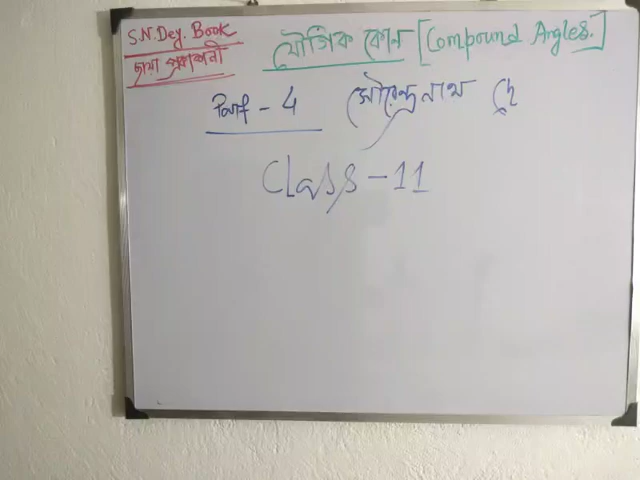 S.N.Dey. Book
ছায়া প্রকাশনী
যৌগিক কোন [Compound Angles.]
Part - 4 সৌরেন্দ্রনাথ দে
Class - 11